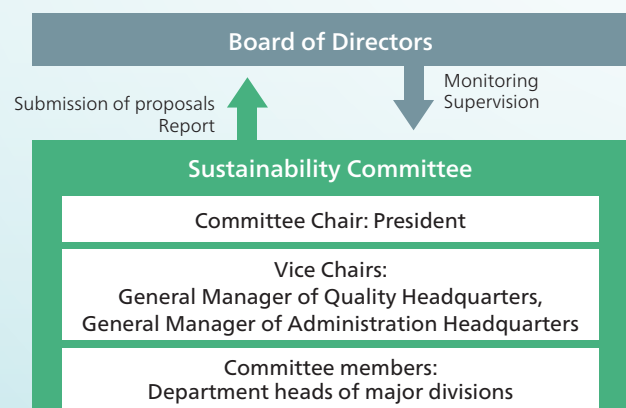 Board of Directors
Submission of proposals
Report
Monitoring
Supervision
Sustainability Committee
Committee Chair: President
Vice Chairs:
General Manager of Quality Headquarters,
General Manager of Administration Headquarters
Committee members:
Department heads of major divisions